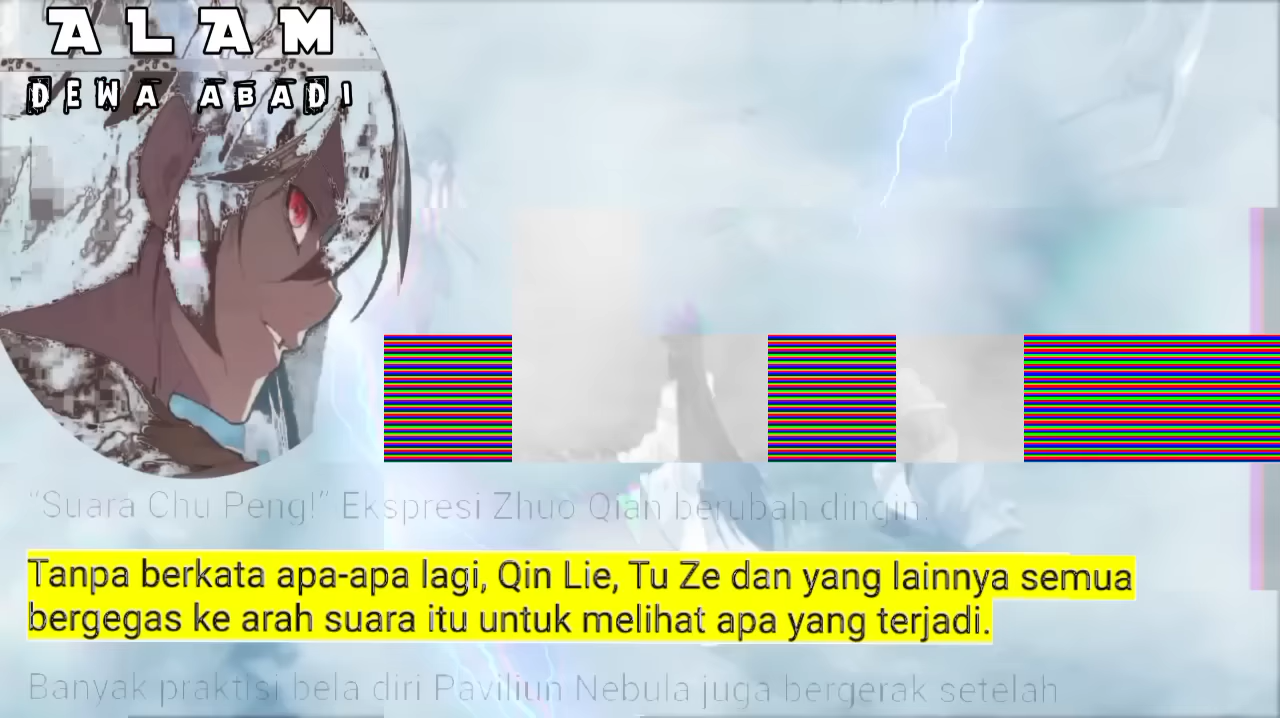 ALAM
DEWA ABADI
“Suara Chu Peng!” Ekspresi Zhuo Qian berubah dingin.
Tanpa berkata apa-apa lagi, Qin Lie, Tu Ze dan yang lainnya semua
bergegas ke arah suara itu untuk melihat apa yang terjadi.
Banyak praktisi bela diri Paviliun Nebula juga bergerak setelah